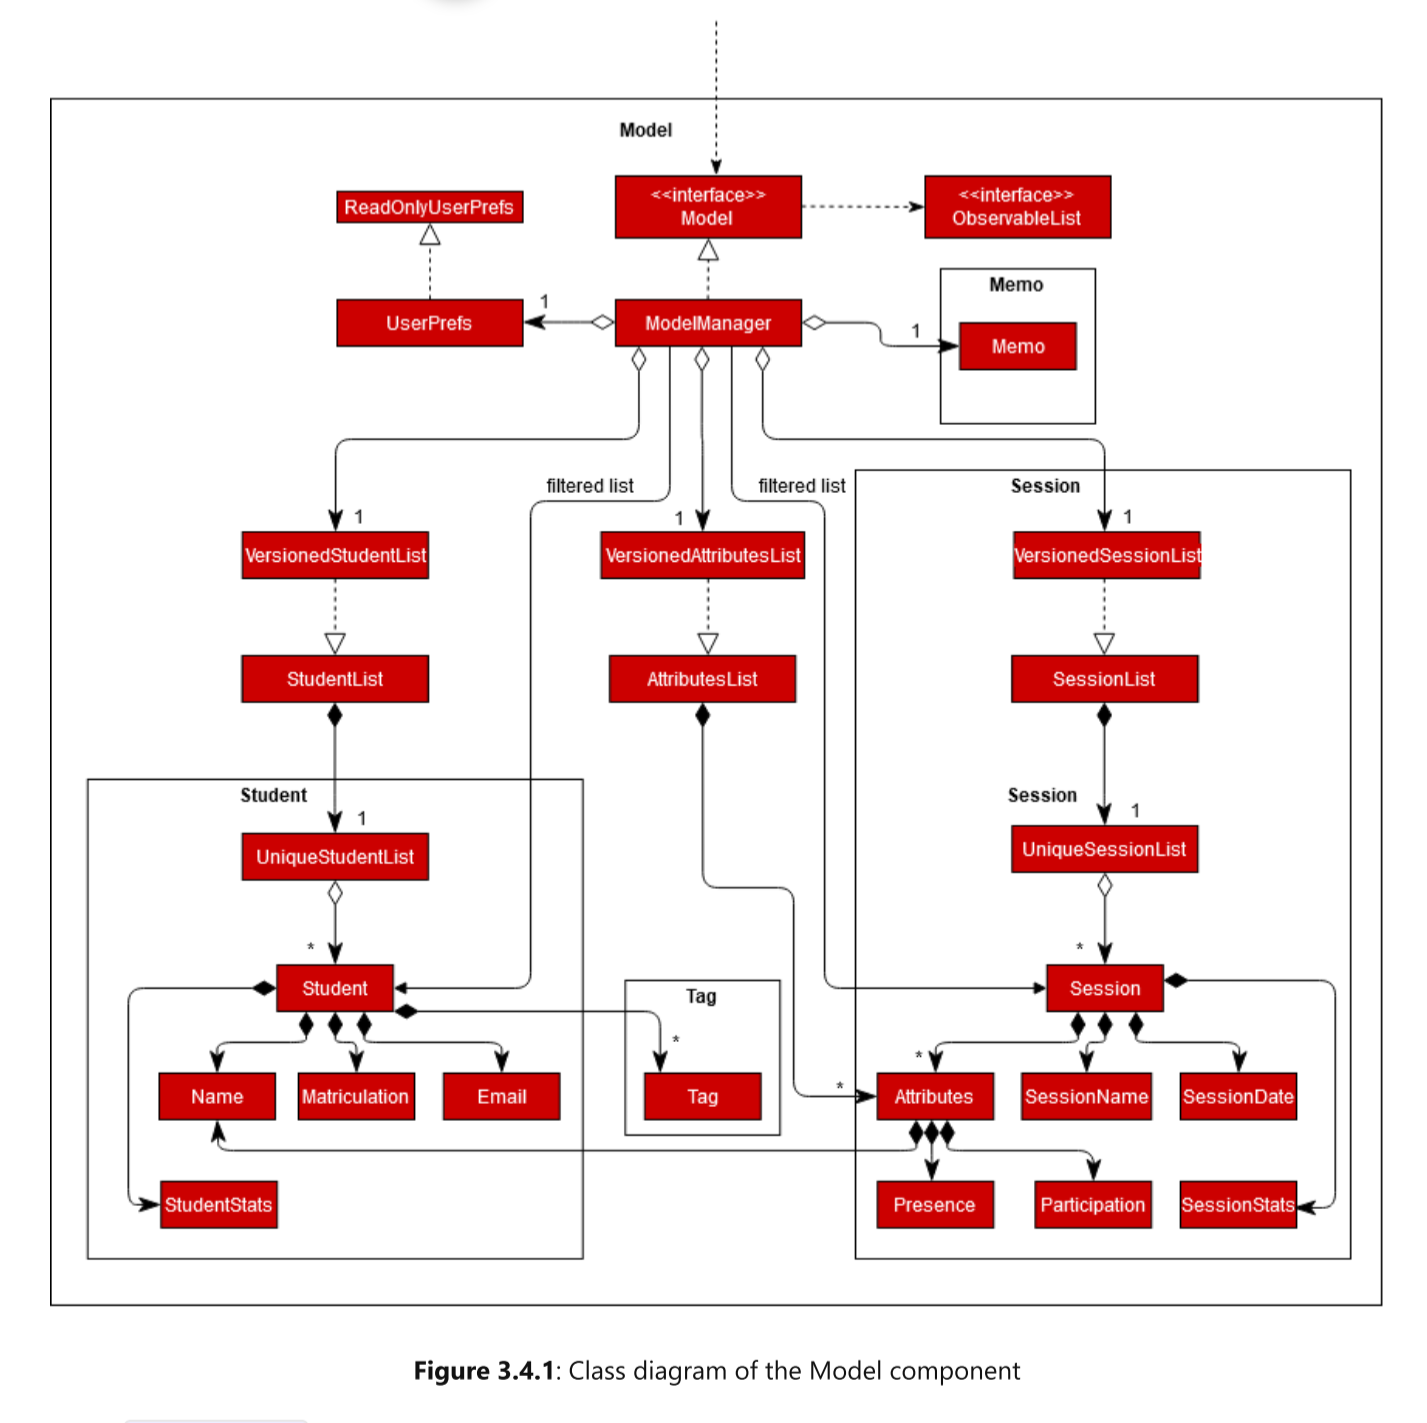 Model
<<interface>>
Model
<<interface>>
ObservableList
ReadOnlyUserPrefs
Memo
UserPrefs
1
ModelManager
1
Memo
filtered list
filtered list
Session
1
1
1
VersionedStudentList
VersionedAttributesList
VersionedSessionList
StudentList
AttributesList
SessionList
Student
Session
1
1
UniqueStudentList
UniqueSessionList
*
*
Student
Tag
Session
*
*
Name
Matriculation
Email
Tag
*
Attributes
SessionName
SessionDate
StudentStats
Presence
Participation
SessionStats
Figure 3.4.1: Class diagram of the Model component